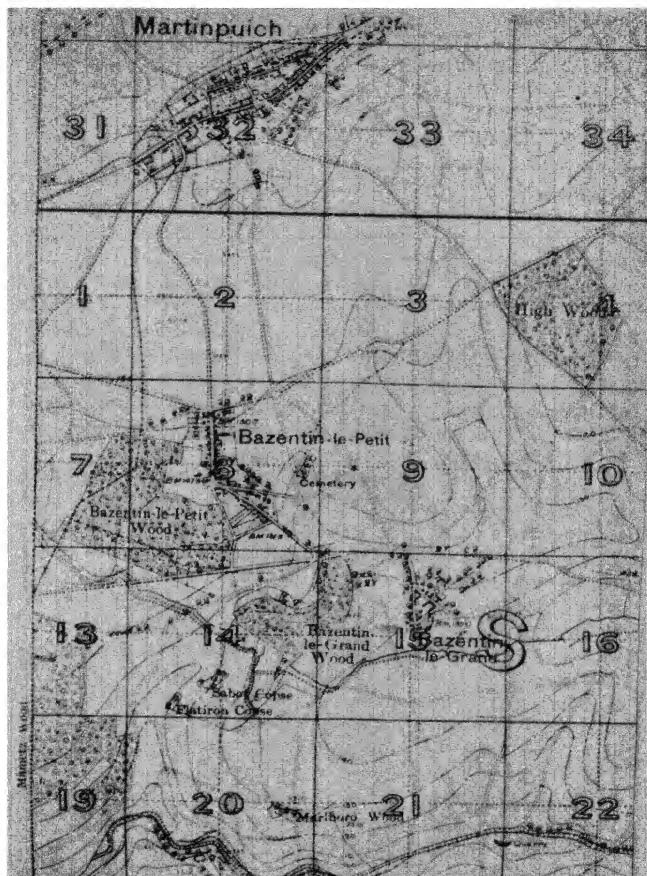 Martinpuich
31 32 33 34
1 2 3 4
High Wood
Bazentin-le-Petit
7 8 9 10
Cemetery
Bazentin-le-Petit
Wood
13 14 15 16
S
Bazentin
le-Grand
Wood
Bazentin
le-Grand
Sabot Copse
Flatiron Copse
Mametz Wood
19 20 21 22
Marlboro Wood
Quarry